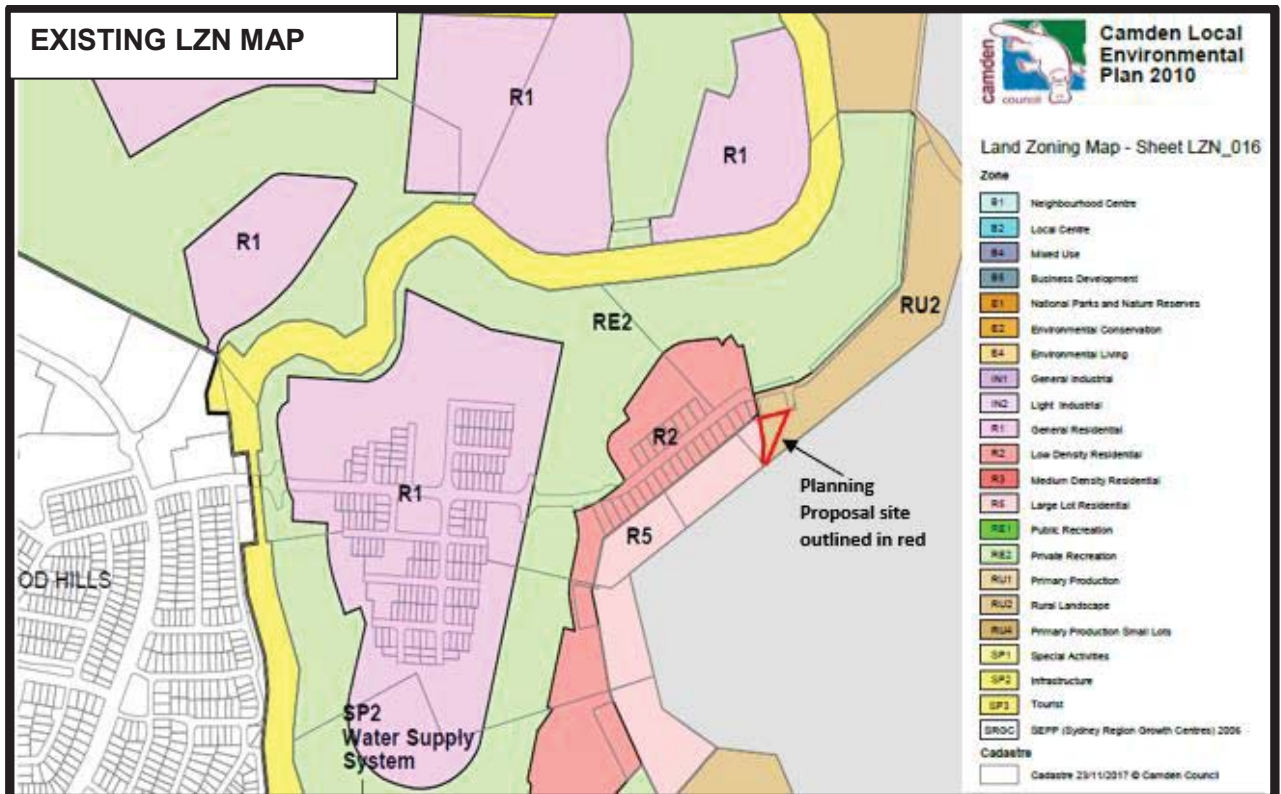 EXISTING LZN MAP
R1
R1
R1
RE2
RU2
R2
R1
R5
Planning
Proposal site
outlined in red
OD HILLS
SP2
Water Supply
System
camden
council
Camden Local
Environmental
Plan 2010
Land Zoning Map - Sheet LZN_016
Zone
B1 Neighbourhood Centre
B2 Local Centre
B4 Mixed Use
B5 Business Development
E1 National Parks and Nature Reserves
E2 Environmental Conservation
E4 Environmental Living
IN1 General Industrial
IN2 Light Industrial
R1 General Residential
R2 Low Density Residential
R3 Medium Density Residential
R5 Large Lot Residential
RE1 Public Recreation
RE2 Private Recreation
RU1 Primary Production
RU2 Rural Landscape
RU4 Primary Production Small Lots
SP1 Special Activities
SP2 Infrastructure
SP3 Tourist
SRGC SEPP (Sydney Region Growth Centres) 2006
Cadastre
Cadastre 23/11/2017 © Camden Council